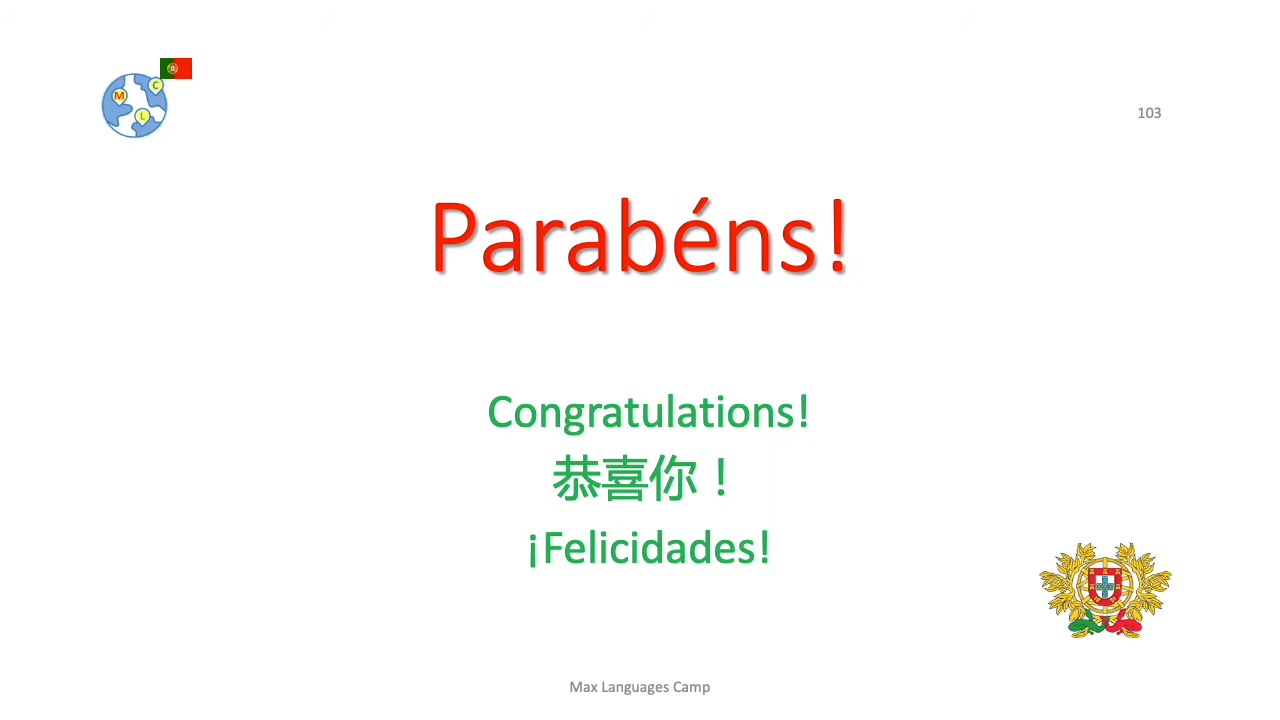 M
C
L
103
Parabéns!
Congratulations!
恭喜你！
¡Felicidades!
Max Languages Camp